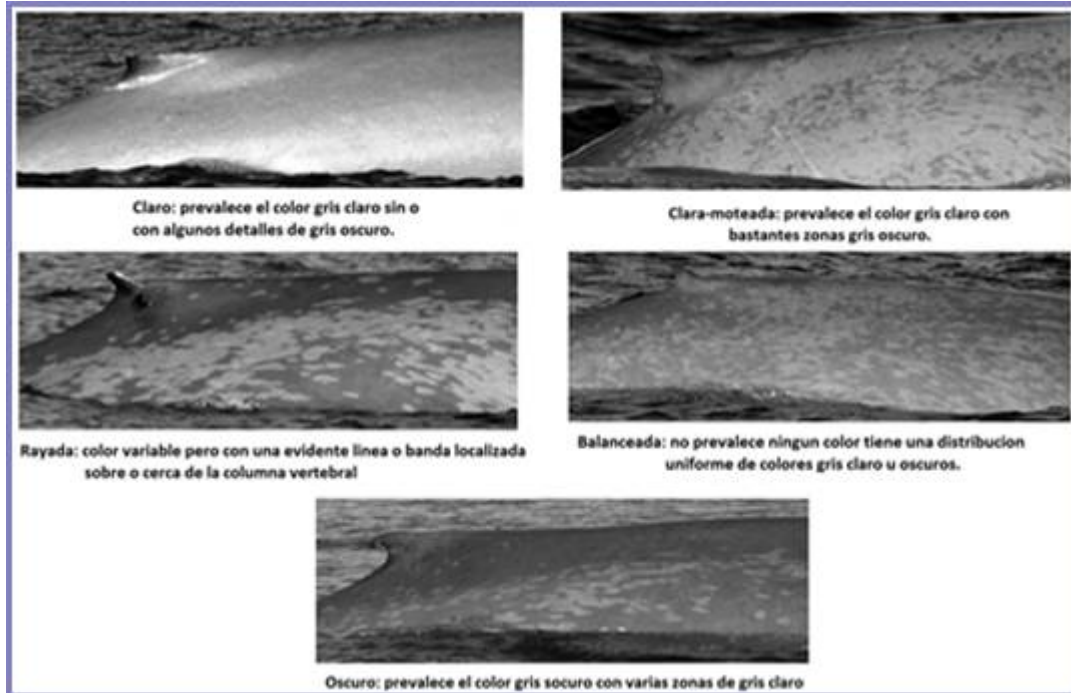 Claro: prevalece el color gris claro sin o
con algunos detalles de gris oscuro.
Clara-moteada: prevalece el color gris claro con
bastantes zonas gris oscuro.
Rayada: color variable pero con una evidente linea o banda localizada
sobre o cerca de la columna vertebral
Balanceada: no prevalece ningun color tiene una distribucion
uniforme de colores gris claro u oscuros.
Oscuro: prevalece el color gris socuro con varias zonas de gris claro